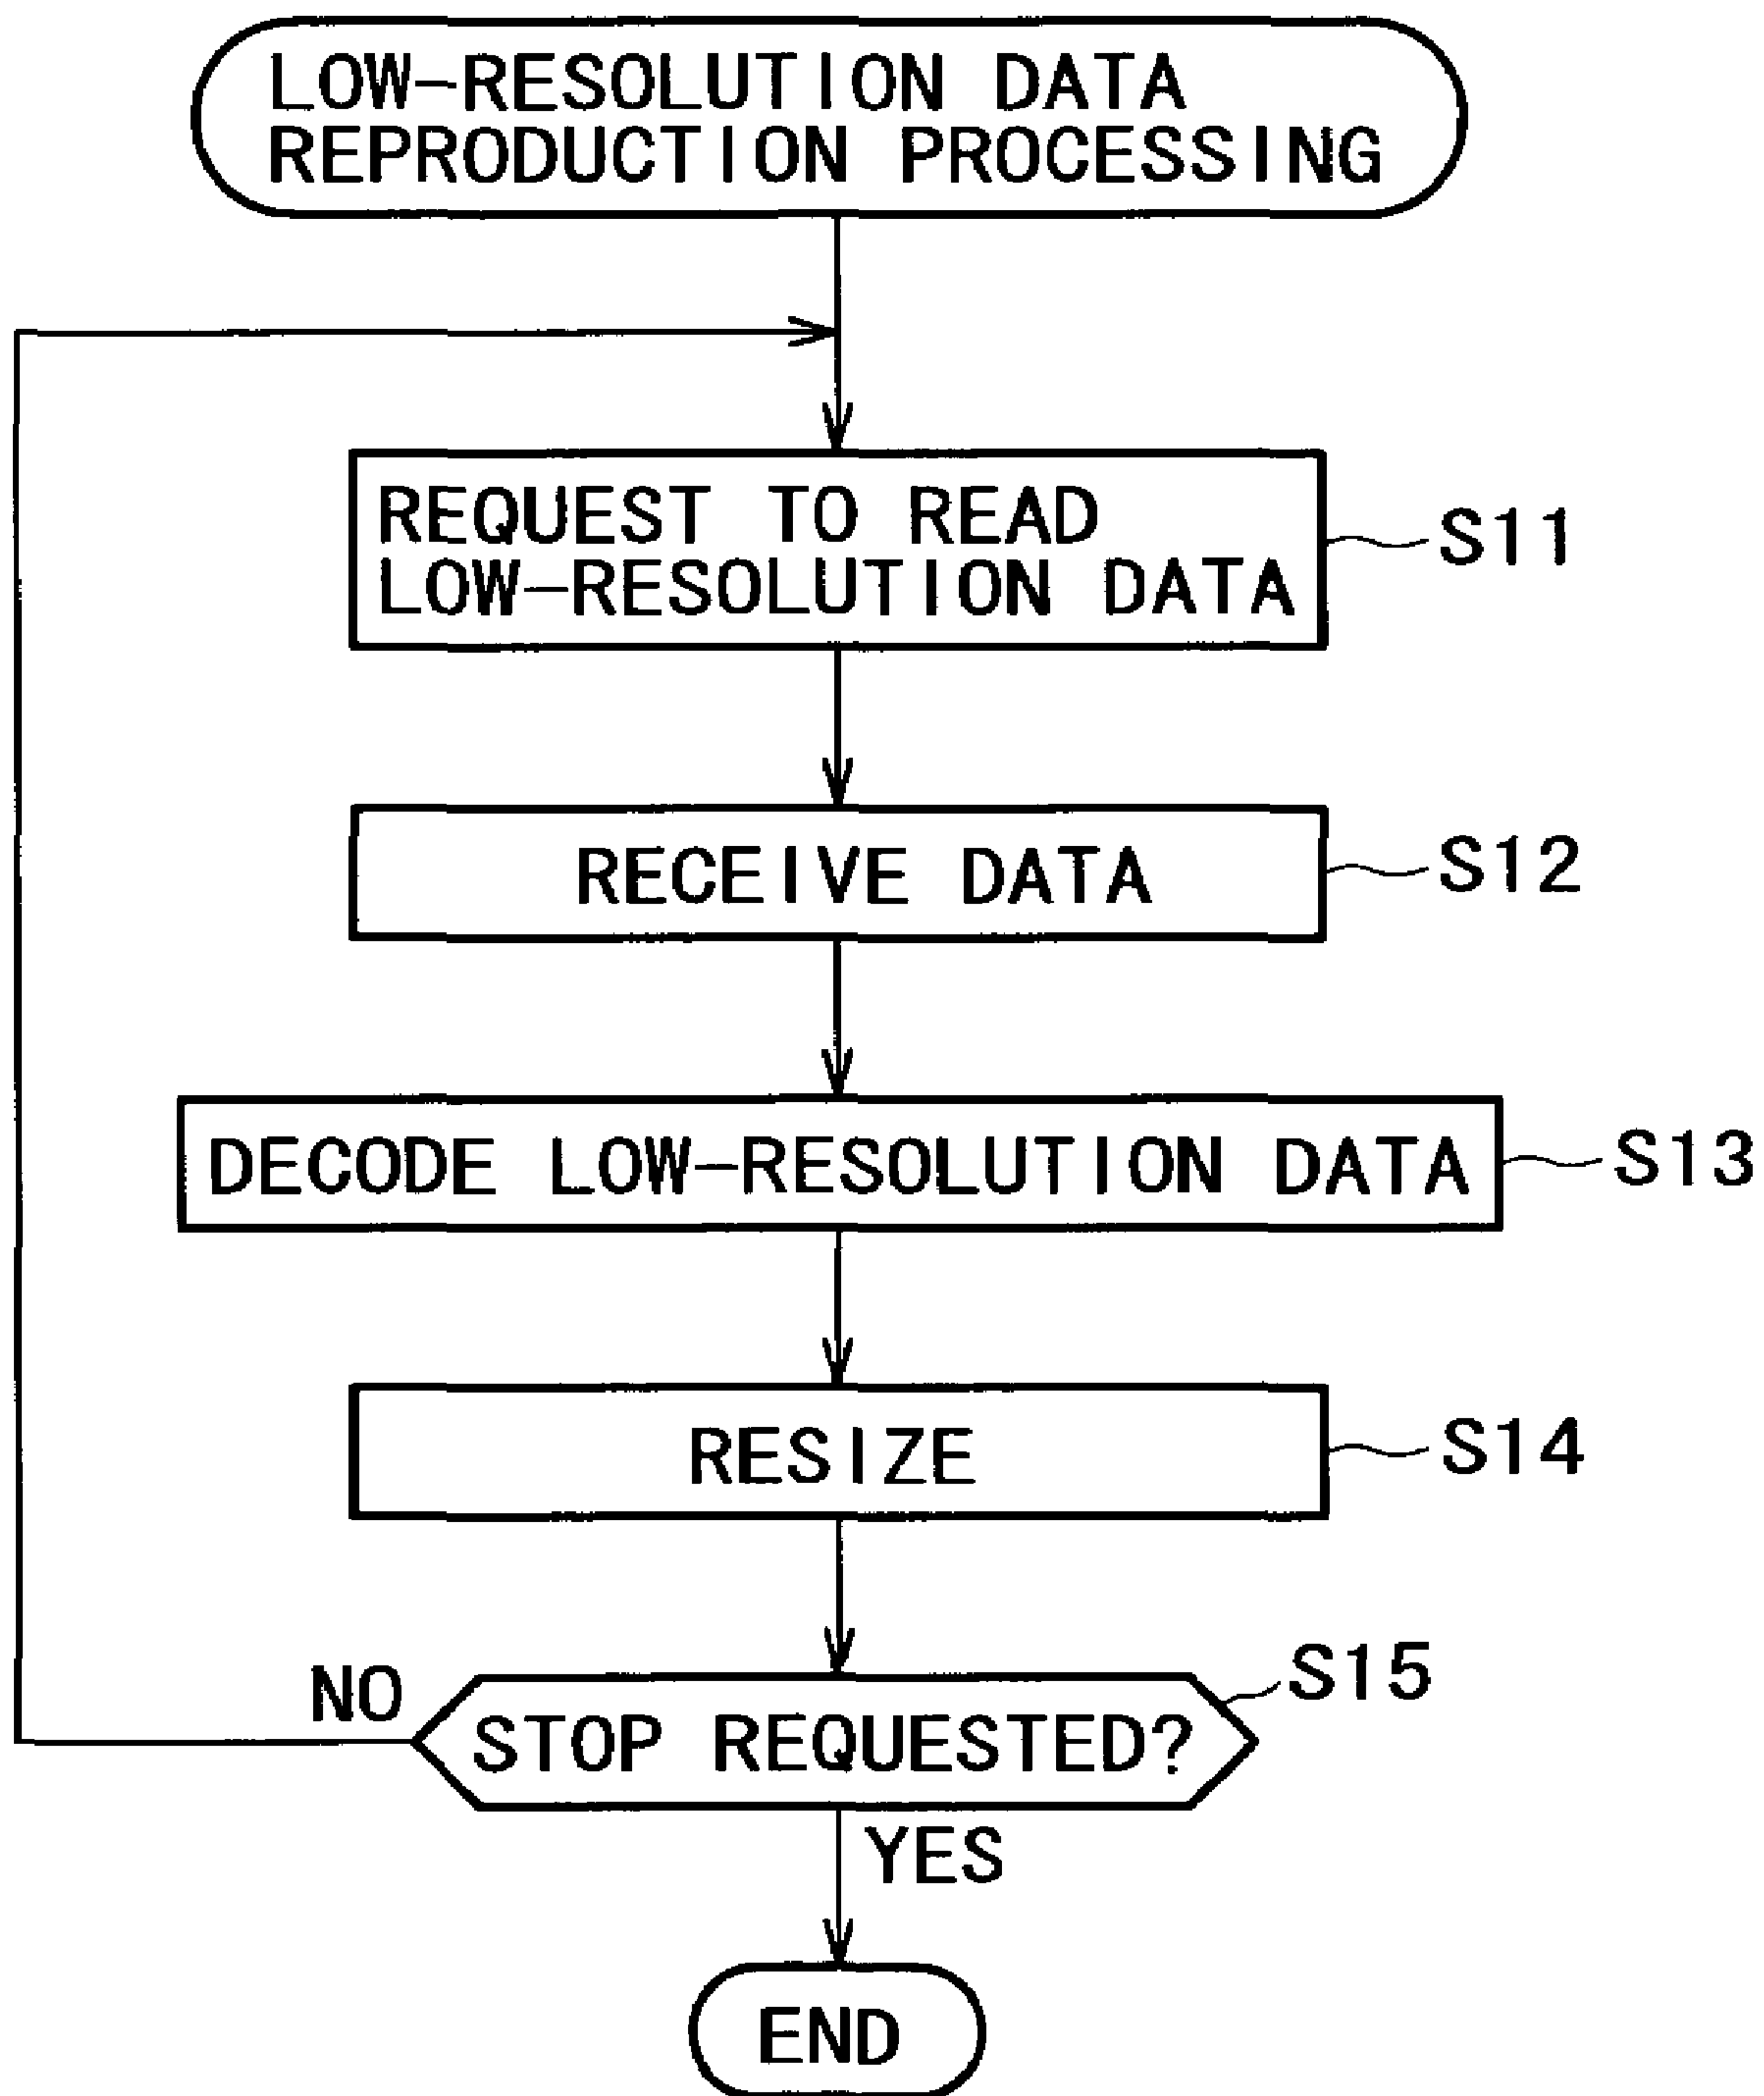 LOW-RESOLUTION DATA
REPRODUCTION PROCESSING
REQUEST TO READ
LOW-RESOLUTION DATA
S11
RECEIVE DATA
S12
DECODE LOW-RESOLUTION DATA
S13
RESIZE
S14
STOP REQUESTED?
S15
NO
YES
END